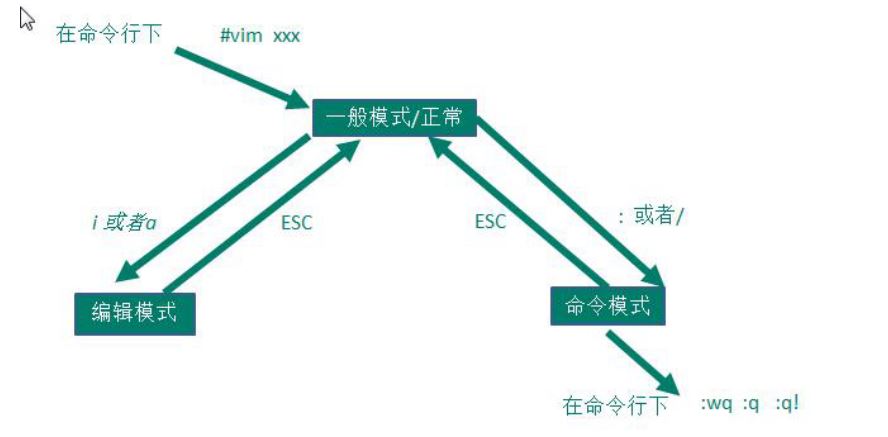 在命令行下 #vim xxx
一般模式/正常
i 或者a
ESC
ESC
: 或者/
编辑模式
命令模式
在命令行下 :wq :q :q!